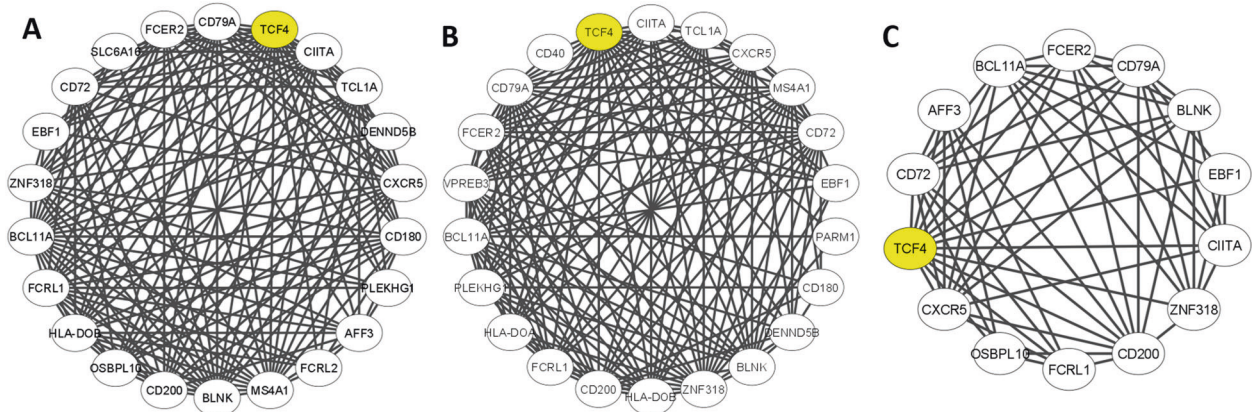 A
CD79A
TCF4
CIITA
TCL1A
DENND5B
CXCR5
CD180
PLEKHG1
AFF3
FCRL2
MS4A1
BLNK
CD200
OSBPL10
HLA-DOB
FCRL1
BCL11A
ZNF318
EBF1
CD72
SLC6A16
FCER2
B
CIITA
TCL1A
CXCR5
MS4A1
CD72
EBF1
PARM1
CD180
DENND5B
BLNK
ZNF318
HLA-DOB
CD200
FCRL1
HLA-DOA
PLEKHG1
BCL11A
VPREB3
FCER2
CD79A
CD40
TCF4
C
FCER2
CD79A
BLNK
EBF1
CIITA
ZNF318
CD200
FCRL1
OSBPL10
CXCR5
TCF4
CD72
AFF3
BCL11A